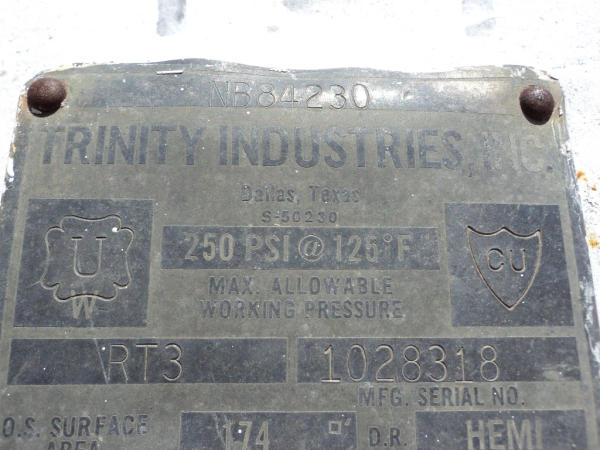 NB84230
TRINITY INDUSTRIES, INC.
Dallas, Texas
S-50230
250 PSI @ 125°F
U
W
CU
MAX. ALLOWABLE
WORKING PRESSURE
RT3
1028318
MFG. SERIAL NO.
O.S. SURFACE
AREA
174 □'
D.R.
HEMI